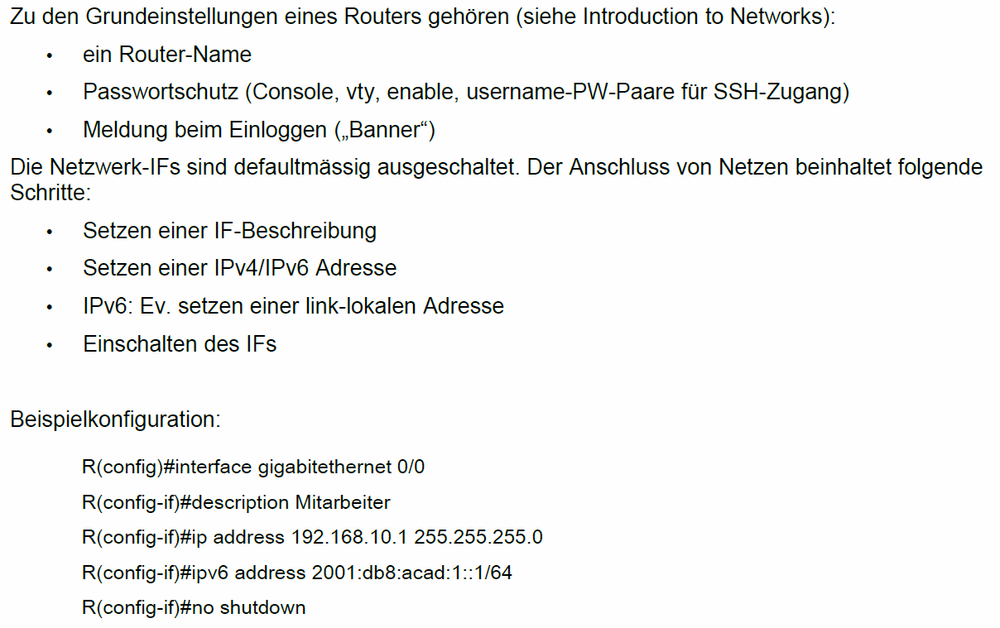 Zu den Grundeinstellungen eines Routers gehören (siehe Introduction to Networks):
• ein Router-Name
• Passwortschutz (Console, vty, enable, username-PW-Paare für SSH-Zugang)
• Meldung beim Einloggen („Banner“)
Die Netzwerk-IFs sind defaultmässig ausgeschaltet. Der Anschluss von Netzen beinhaltet folgende
Schritte:
• Setzen einer IF-Beschreibung
• Setzen einer IPv4/IPv6 Adresse
• IPv6: Ev. setzen einer link-lokalen Adresse
• Einschalten des IFs
Beispielkonfiguration:
R(config)#interface gigabitethernet 0/0
R(config-if)#description Mitarbeiter
R(config-if)#ip address 192.168.10.1 255.255.255.0
R(config-if)#ipv6 address 2001:db8:acad:1::1/64
R(config-if)#no shutdown